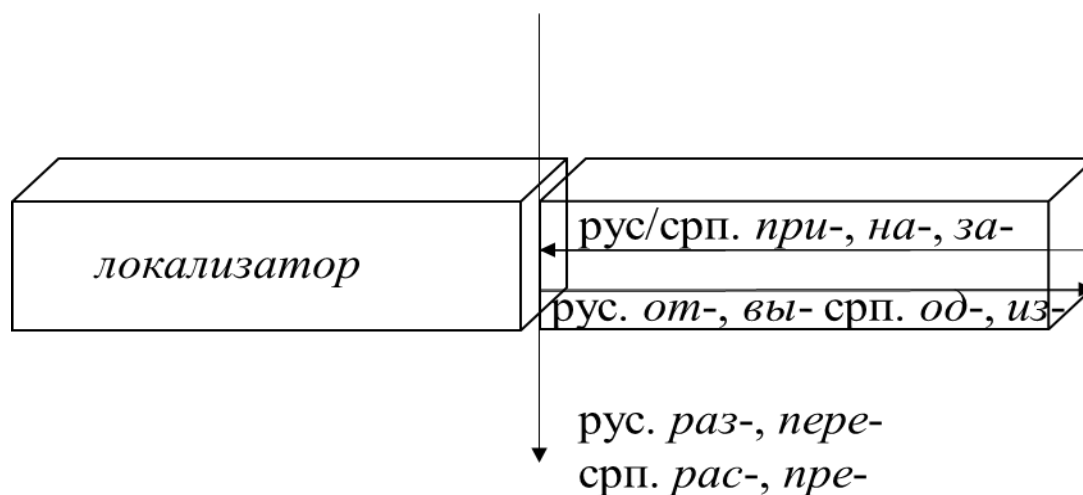 рус/срп. при-, на-, за-
локализатор
рус. от-, вы- срп. од-, из-
рус. раз-, пере-
срп. рас-, пре-